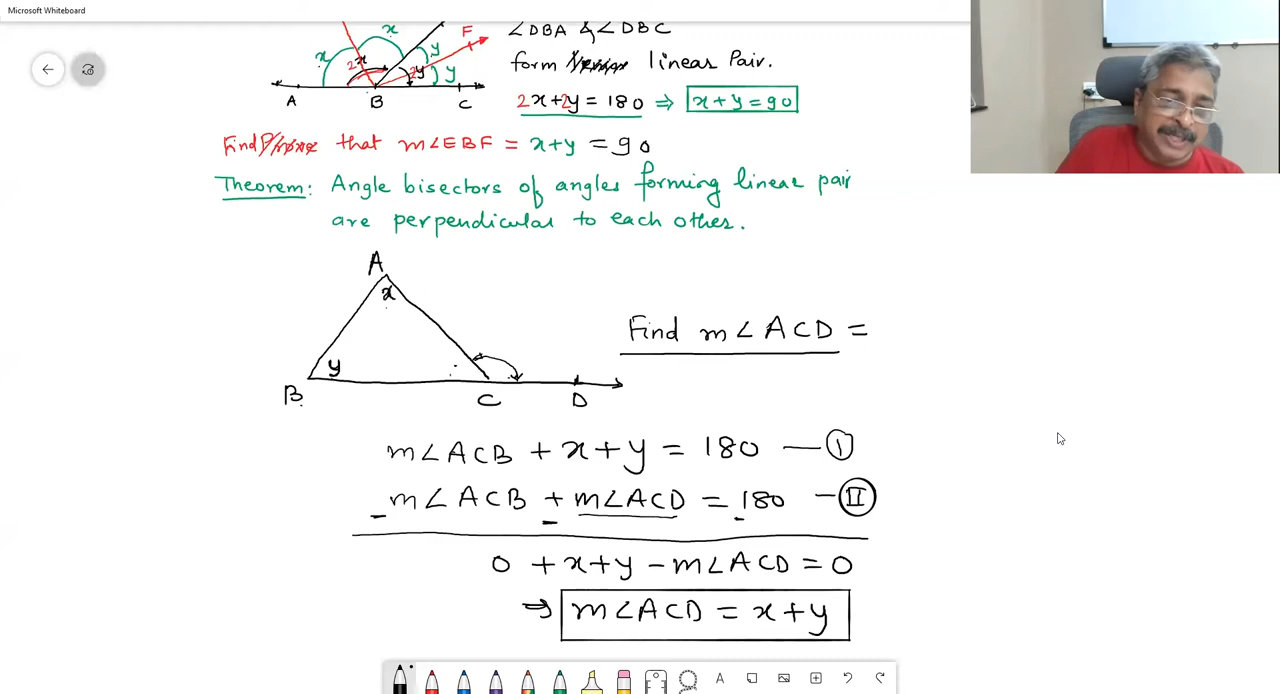 Microsoft Whiteboard
∠DBA & ∠DBC
F
x
x
y
form linear Pair.
2x
2y
y
A
B
C
2x+2y = 180 ⇒ x+y=90
Find that m∠EBF = x+y = 90
Theorem: Angle bisectors of angles forming linear pair
are perpendicular to each other.
A
x
Find m∠ACD =
y
B
C
D
m∠ACB + x+y = 180 — I
m∠ACB + m∠ACD = 180 — II
— — —
0 + x+y - m∠ACD = 0
⇒ m∠ACD = x+y
A